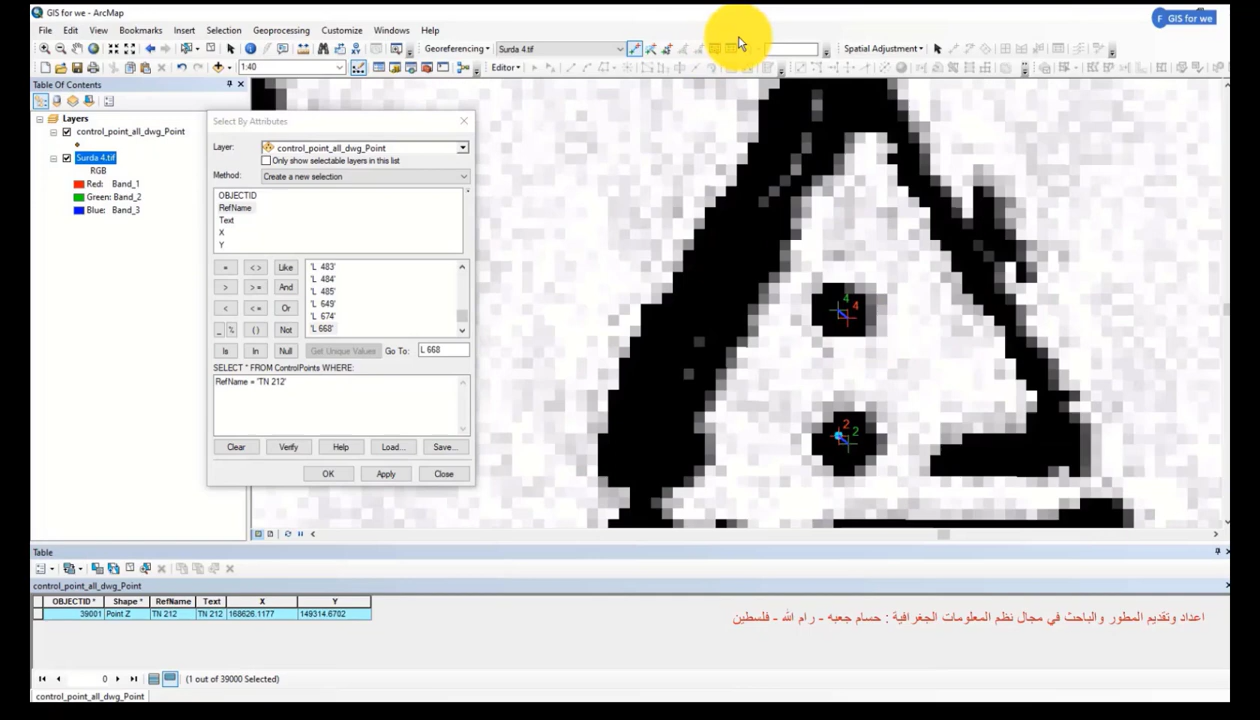 GIS for we - ArcMap
F GIS for we
File Edit View Bookmarks Insert Selection Geoprocessing Customize Windows Help
Georeferencing Surda 4.tif Spatial Adjustment
1:40 Editor
Table Of Contents
Layers
control_point_all_dwg_Point
Surda 4.tif
RGB
Red: Band_1
Green: Band_2
Blue: Band_3
Select By Attributes
Layer: control_point_all_dwg_Point
Only show selectable layers in this list
Method: Create a new selection
OBJECTID
RefName
Text
X
Y
= < > Like
> > = And
< < = Or
_ % ( ) Not
Is In Null
'L 483'
'L 484'
'L 485'
'L 649'
'L 674'
'L 668'
Get Unique Values Go To: L 668
SELECT * FROM ControlPoints WHERE:
RefName = 'TN 212'
Clear Verify Help Load... Save...
OK Apply Close
4 4
2 2
Table
control_point_all_dwg_Point
OBJECTID * Shape * RefName Text X Y
39001 Point Z TN 212 TN 212 168626.1177 149314.6702
اعداد وتقديم المطور والباحث في مجال نظم المعلومات الجغرافية : حسام جعبه - رام الله - فلسطين
0 (1 out of 39000 Selected)
control_point_all_dwg_Point